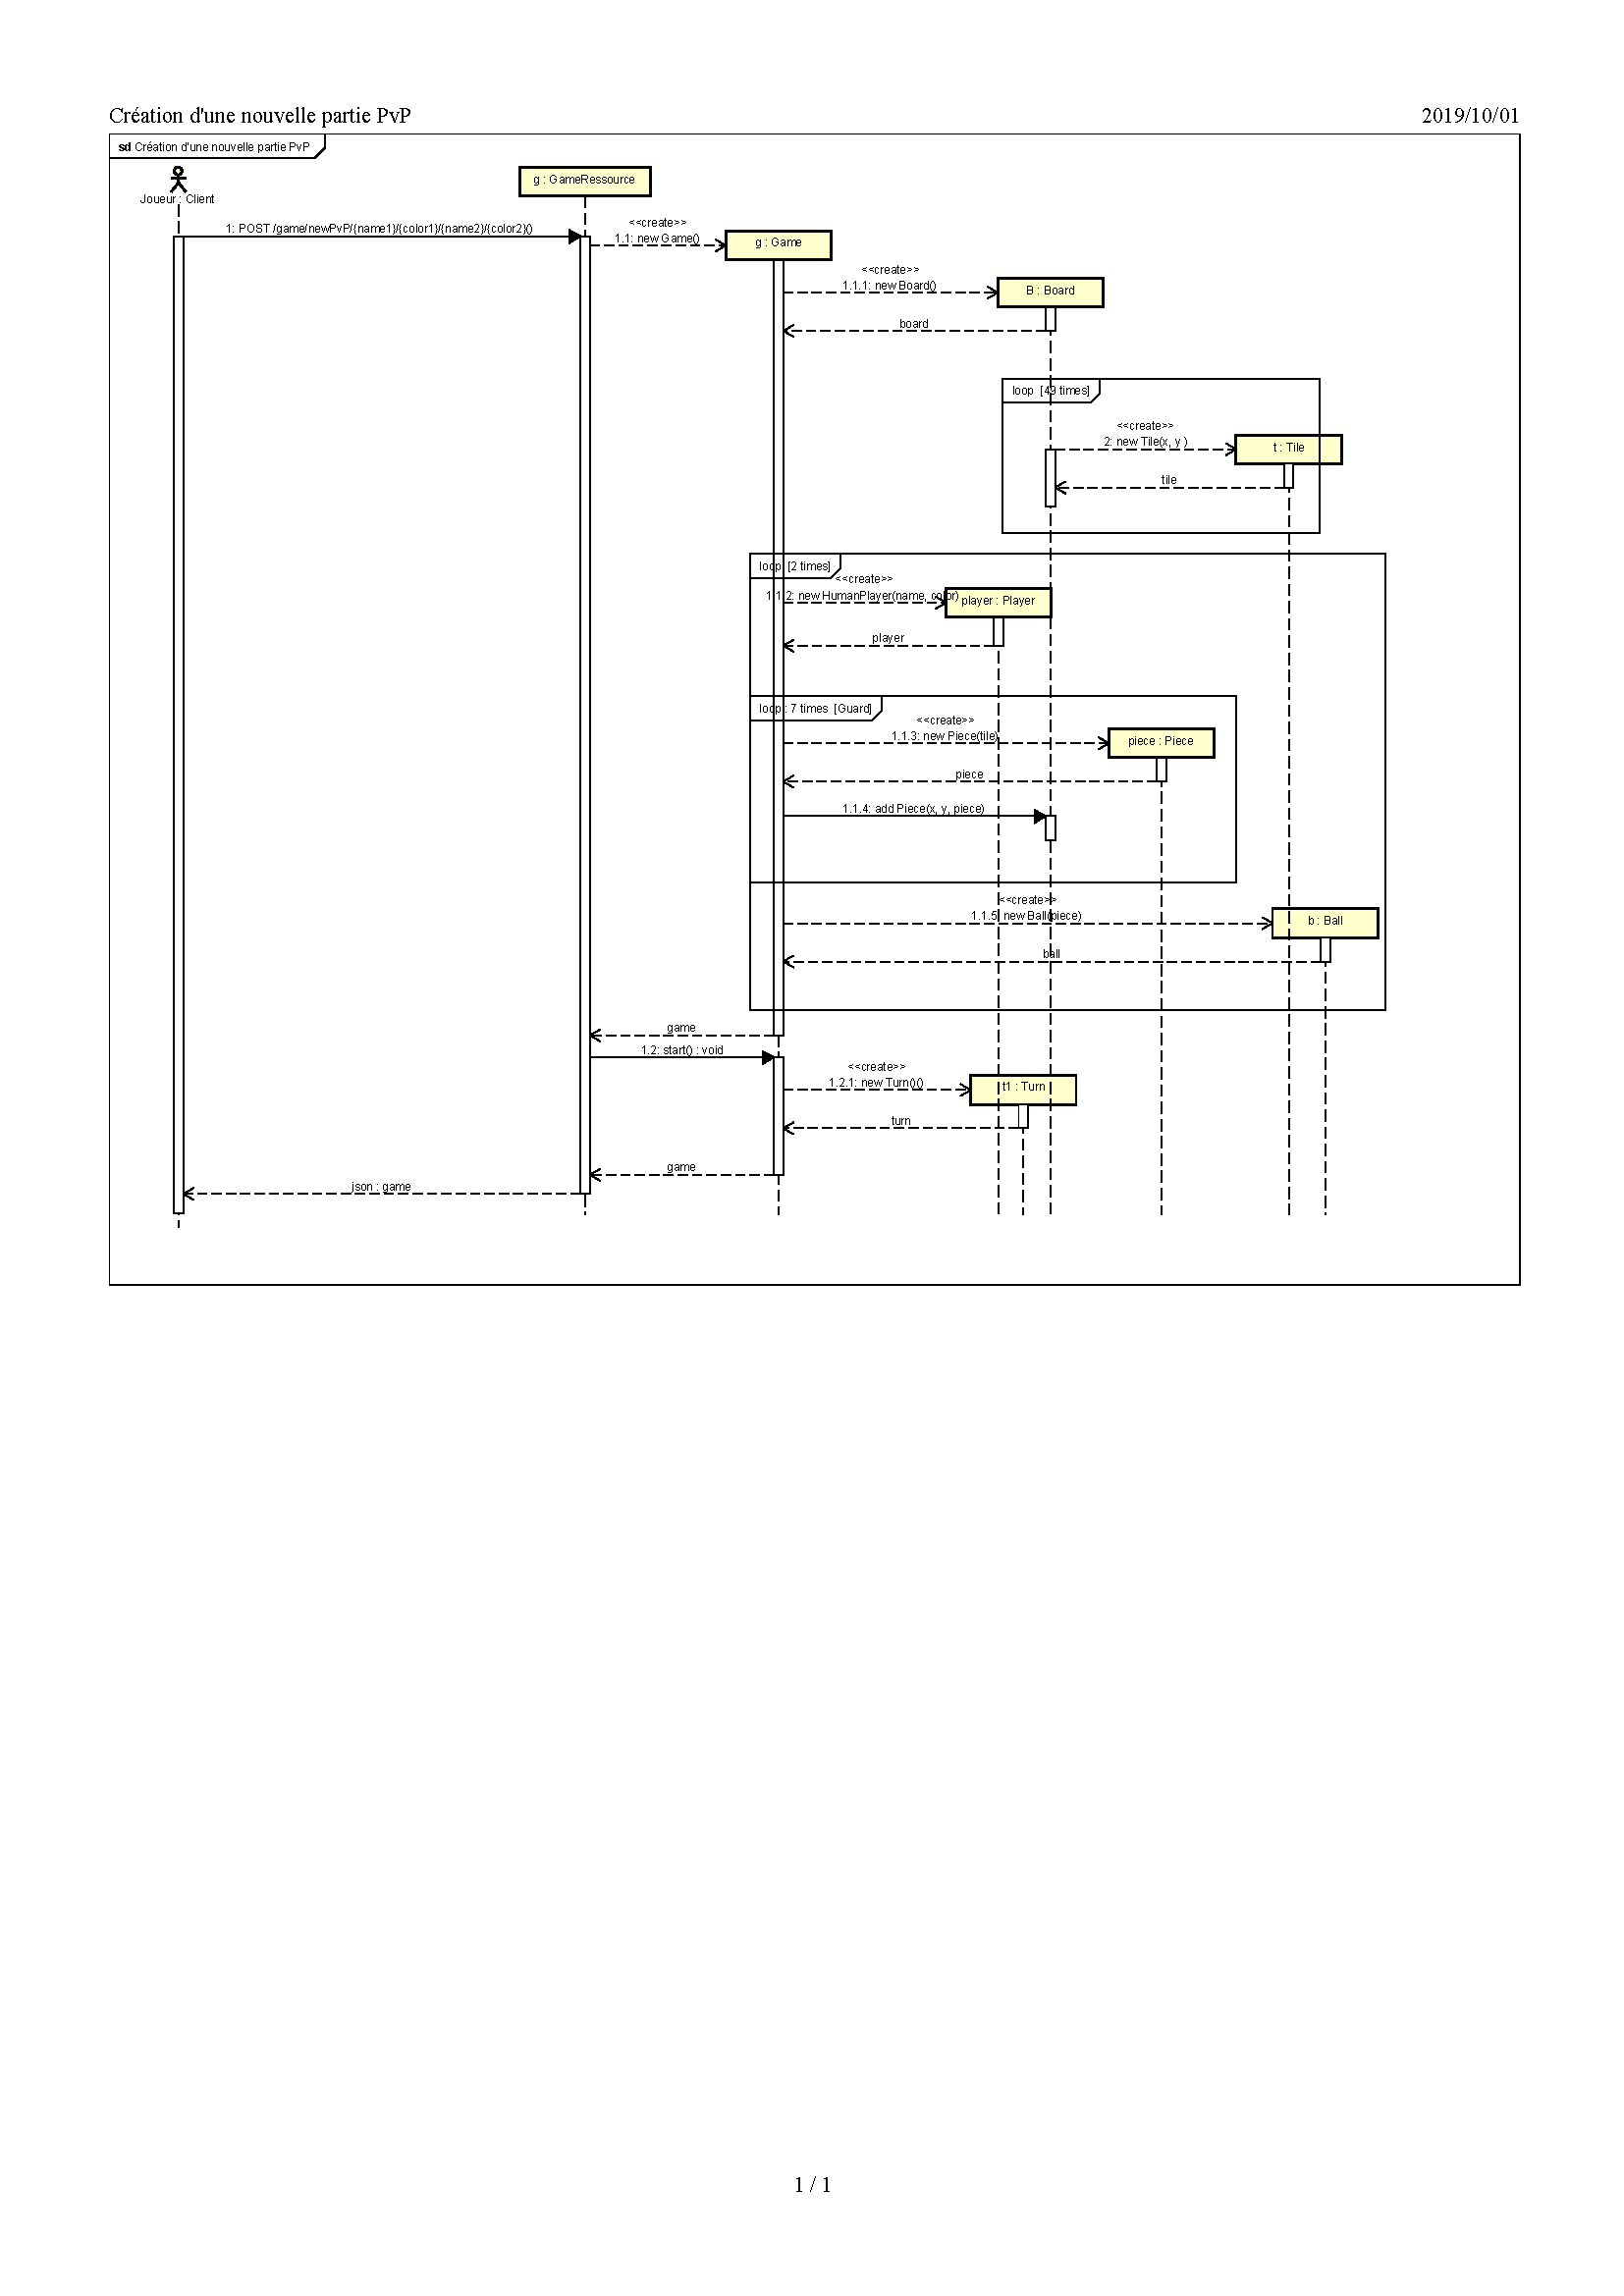 Création d'une nouvelle partie PvP 2019/10/01
sd Création d'une nouvelle partie PvP
g : GameRessource
Joueur : Client
1: POST /game/newPvP/{name1}/{color1}/{name2}/{color2}()
<<create>>
1.1: new Game()
g : Game
<<create>>
1.1.1: new Board()
B : Board
board
loop [49 times]
<<create>>
2: new Tile(x, y )
t : Tile
tile
loop [2 times]
<<create>>
1.1.2: new HumanPlayer(name, color)
player : Player
player
loop : 7 times [Guard]
<<create>>
1.1.3: new Piece(tile)
piece : Piece
piece
1.1.4: add Piece(x, y, piece)
<<create>>
1.1.5: new Ball(piece)
b : Ball
ball
game
1.2: start() : void
<<create>>
1.2.1: new Turn()()
t1 : Turn
turn
game
json : game
1 / 1